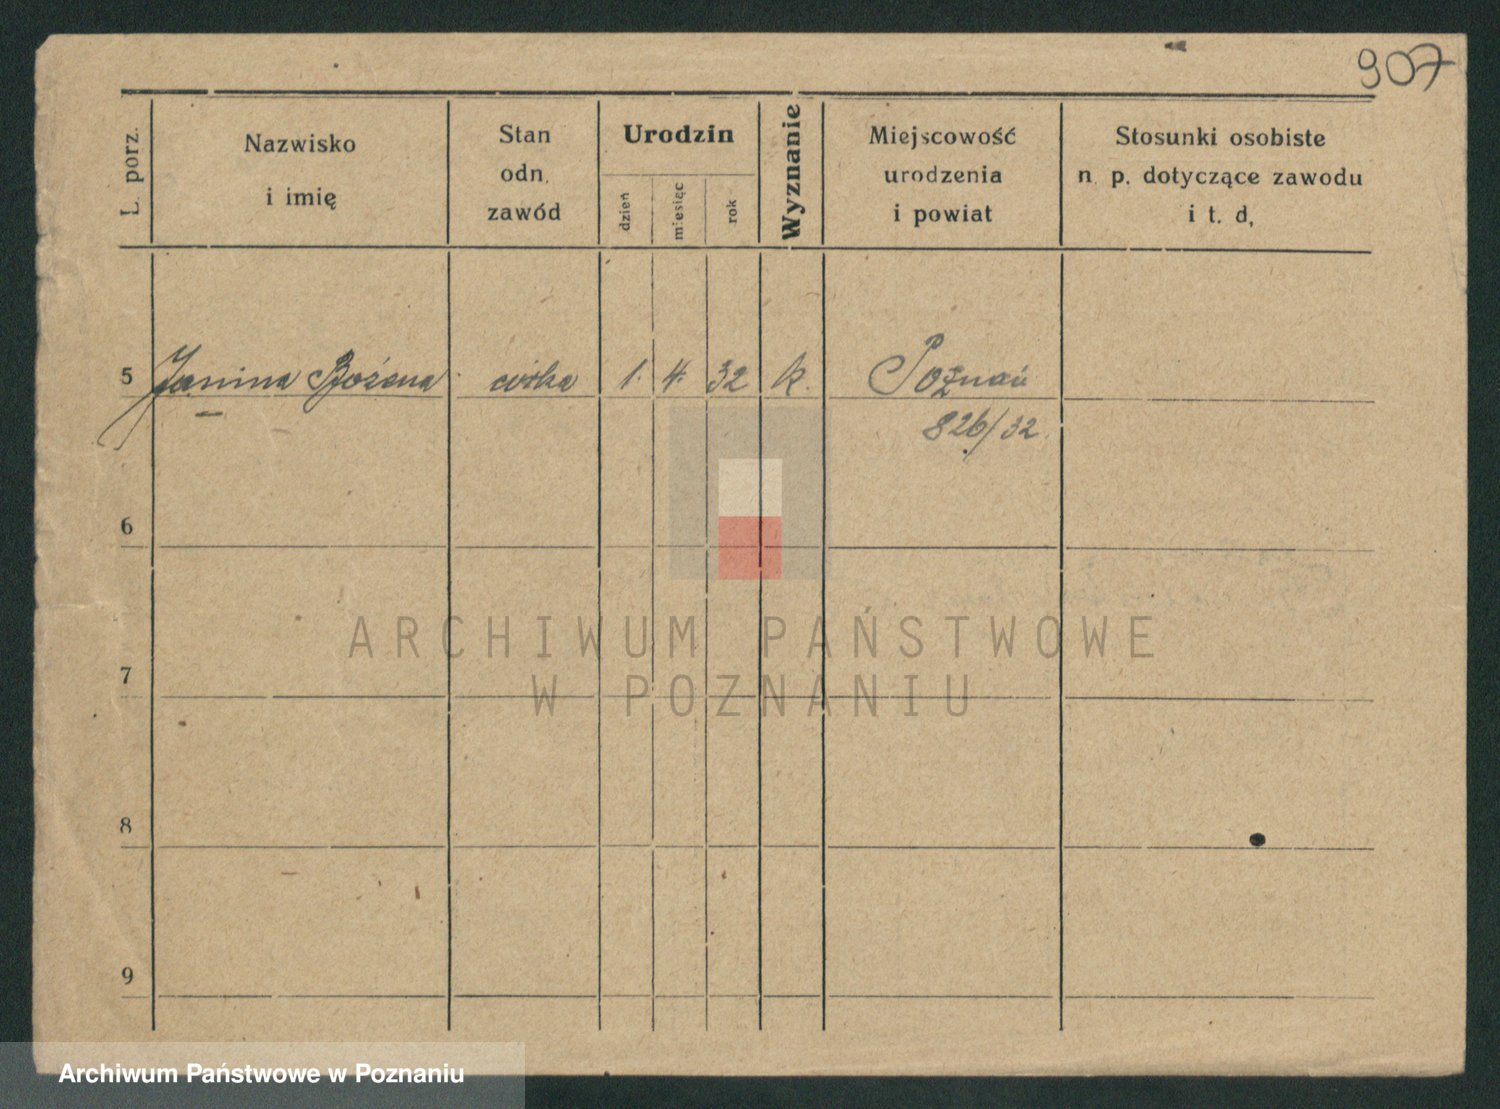 907
L. porz.
Nazwisko
i imię
Stan
odn.
zawód
Urodzin
dzień
miesiąc
rok
Wyznanie
Miejscowość
urodzenia
i powiat
Stosunki osobiste
n. p. dotyczące zawodu
i t. d.
5 Janina Bożena córka 1. 4. 32 k. Poznań
826/32.
6
ARCHIWUM PAŃSTWOWE
7
W POZNANIU
8
9
Archiwum Państwowe w Poznaniu